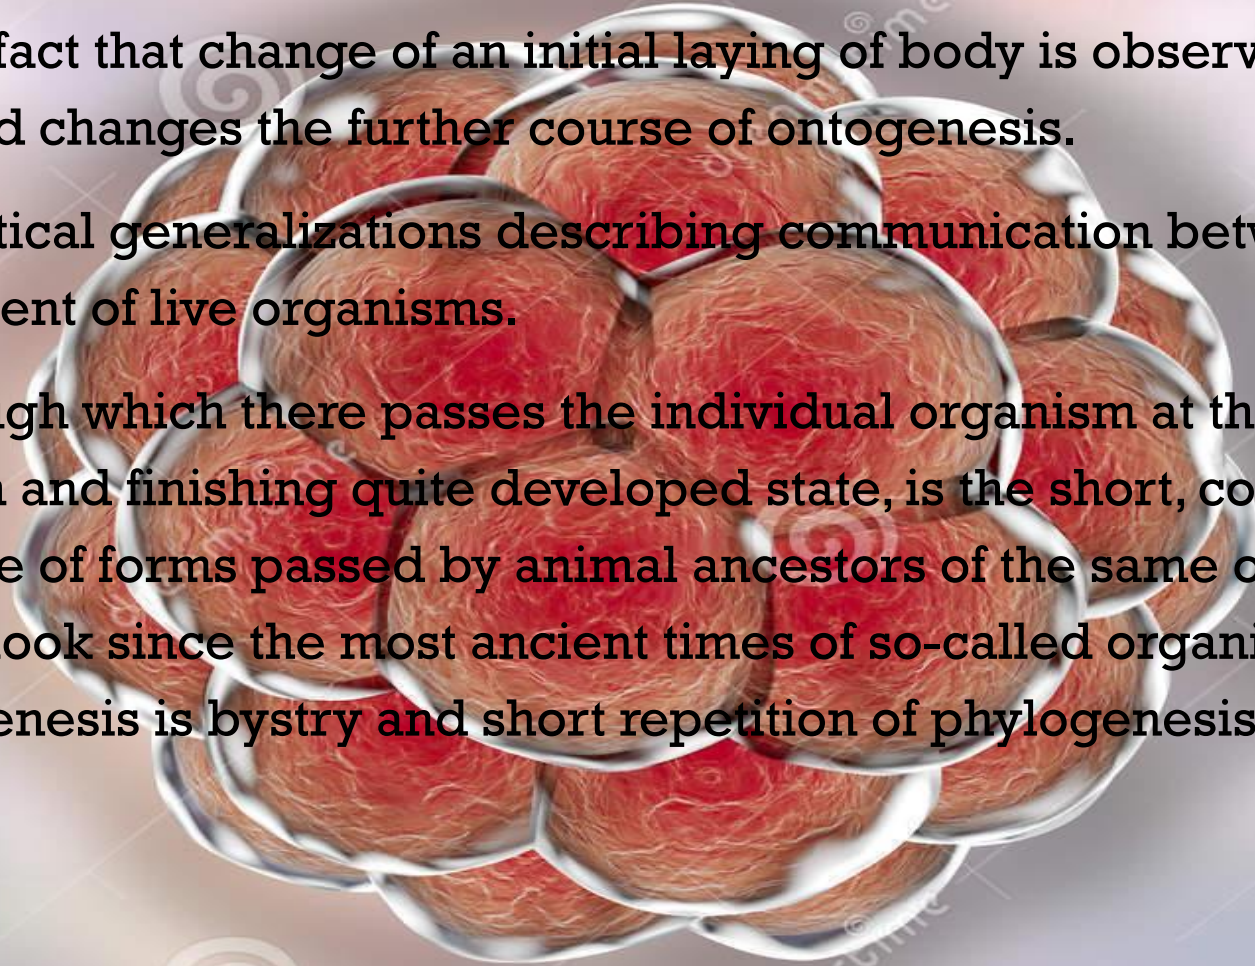 fact that change of an initial laying of body is observ
d changes the further course of ontogenesis.
tical generalizations describing communication betw
ent of live organisms.
gh which there passes the individual organism at th
and finishing quite developed state, is the short, co
e of forms passed by animal ancestors of the same o
ook since the most ancient times of so-called organi
enesis is bystry and short repetition of phylogenesis